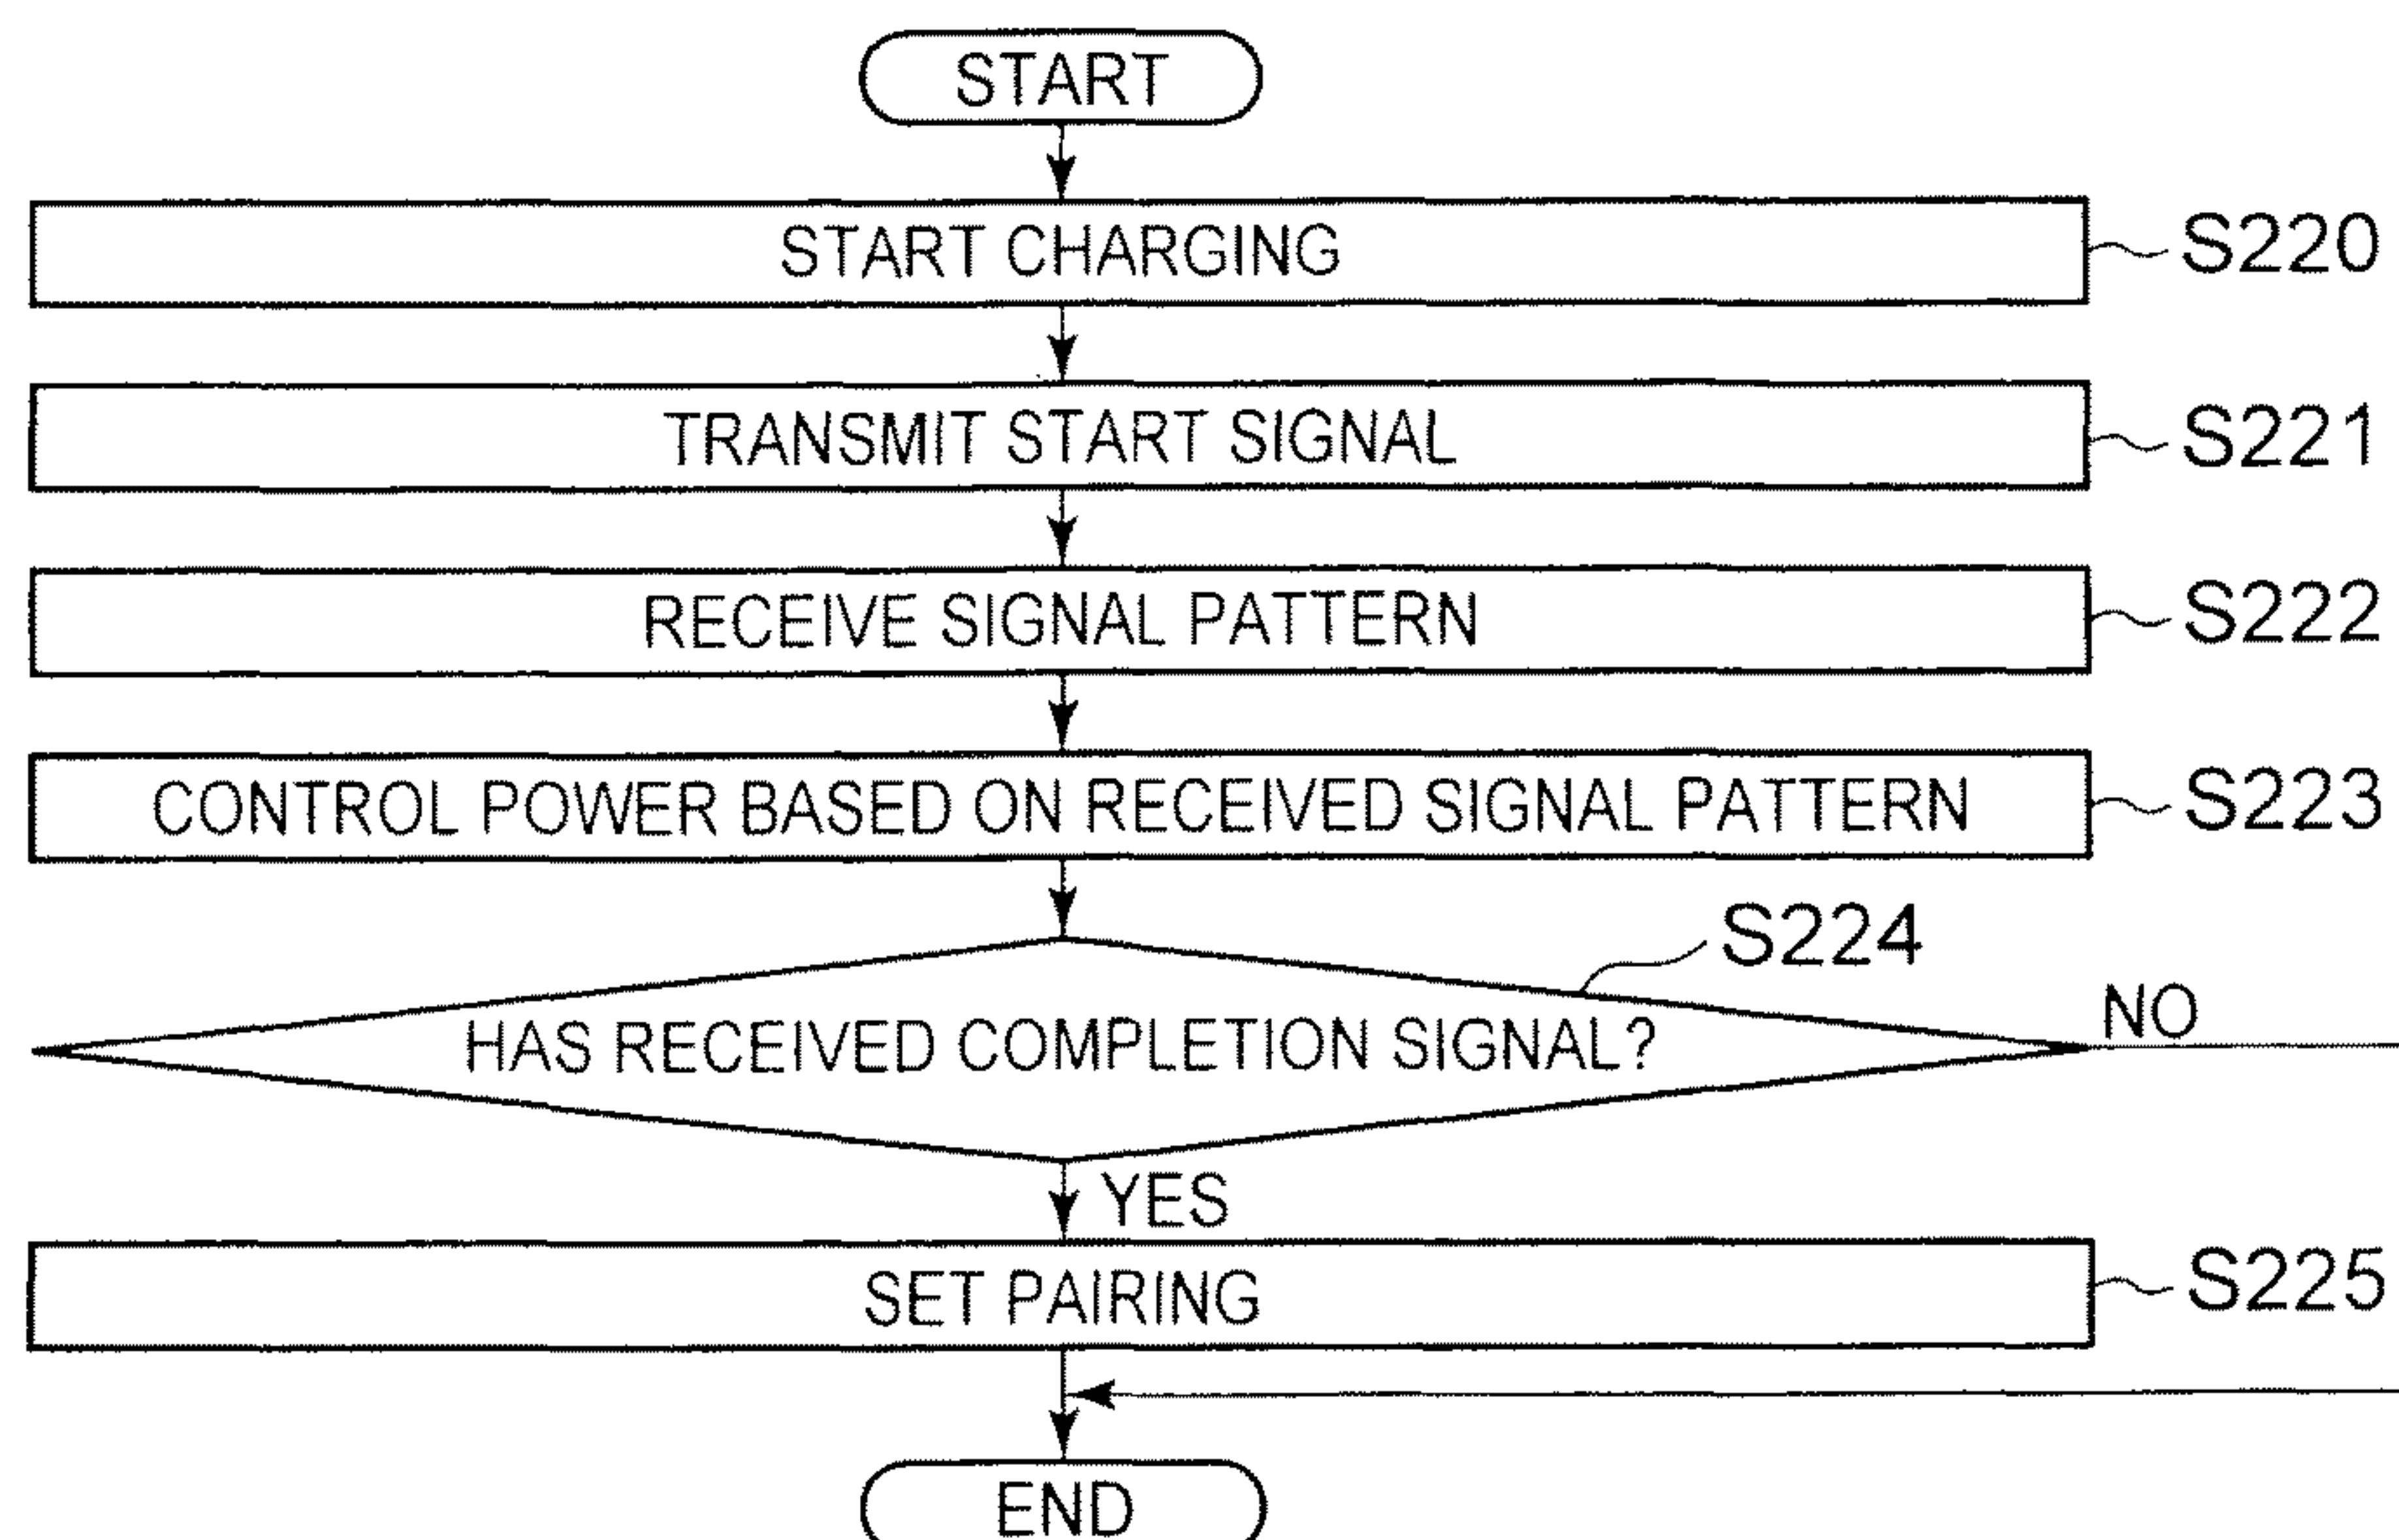 START
START CHARGING
S220
TRANSMIT START SIGNAL
S221
RECEIVE SIGNAL PATTERN
S222
CONTROL POWER BASED ON RECEIVED SIGNAL PATTERN
S223
S224
HAS RECEIVED COMPLETION SIGNAL?
NO
YES
SET PAIRING
S225
END